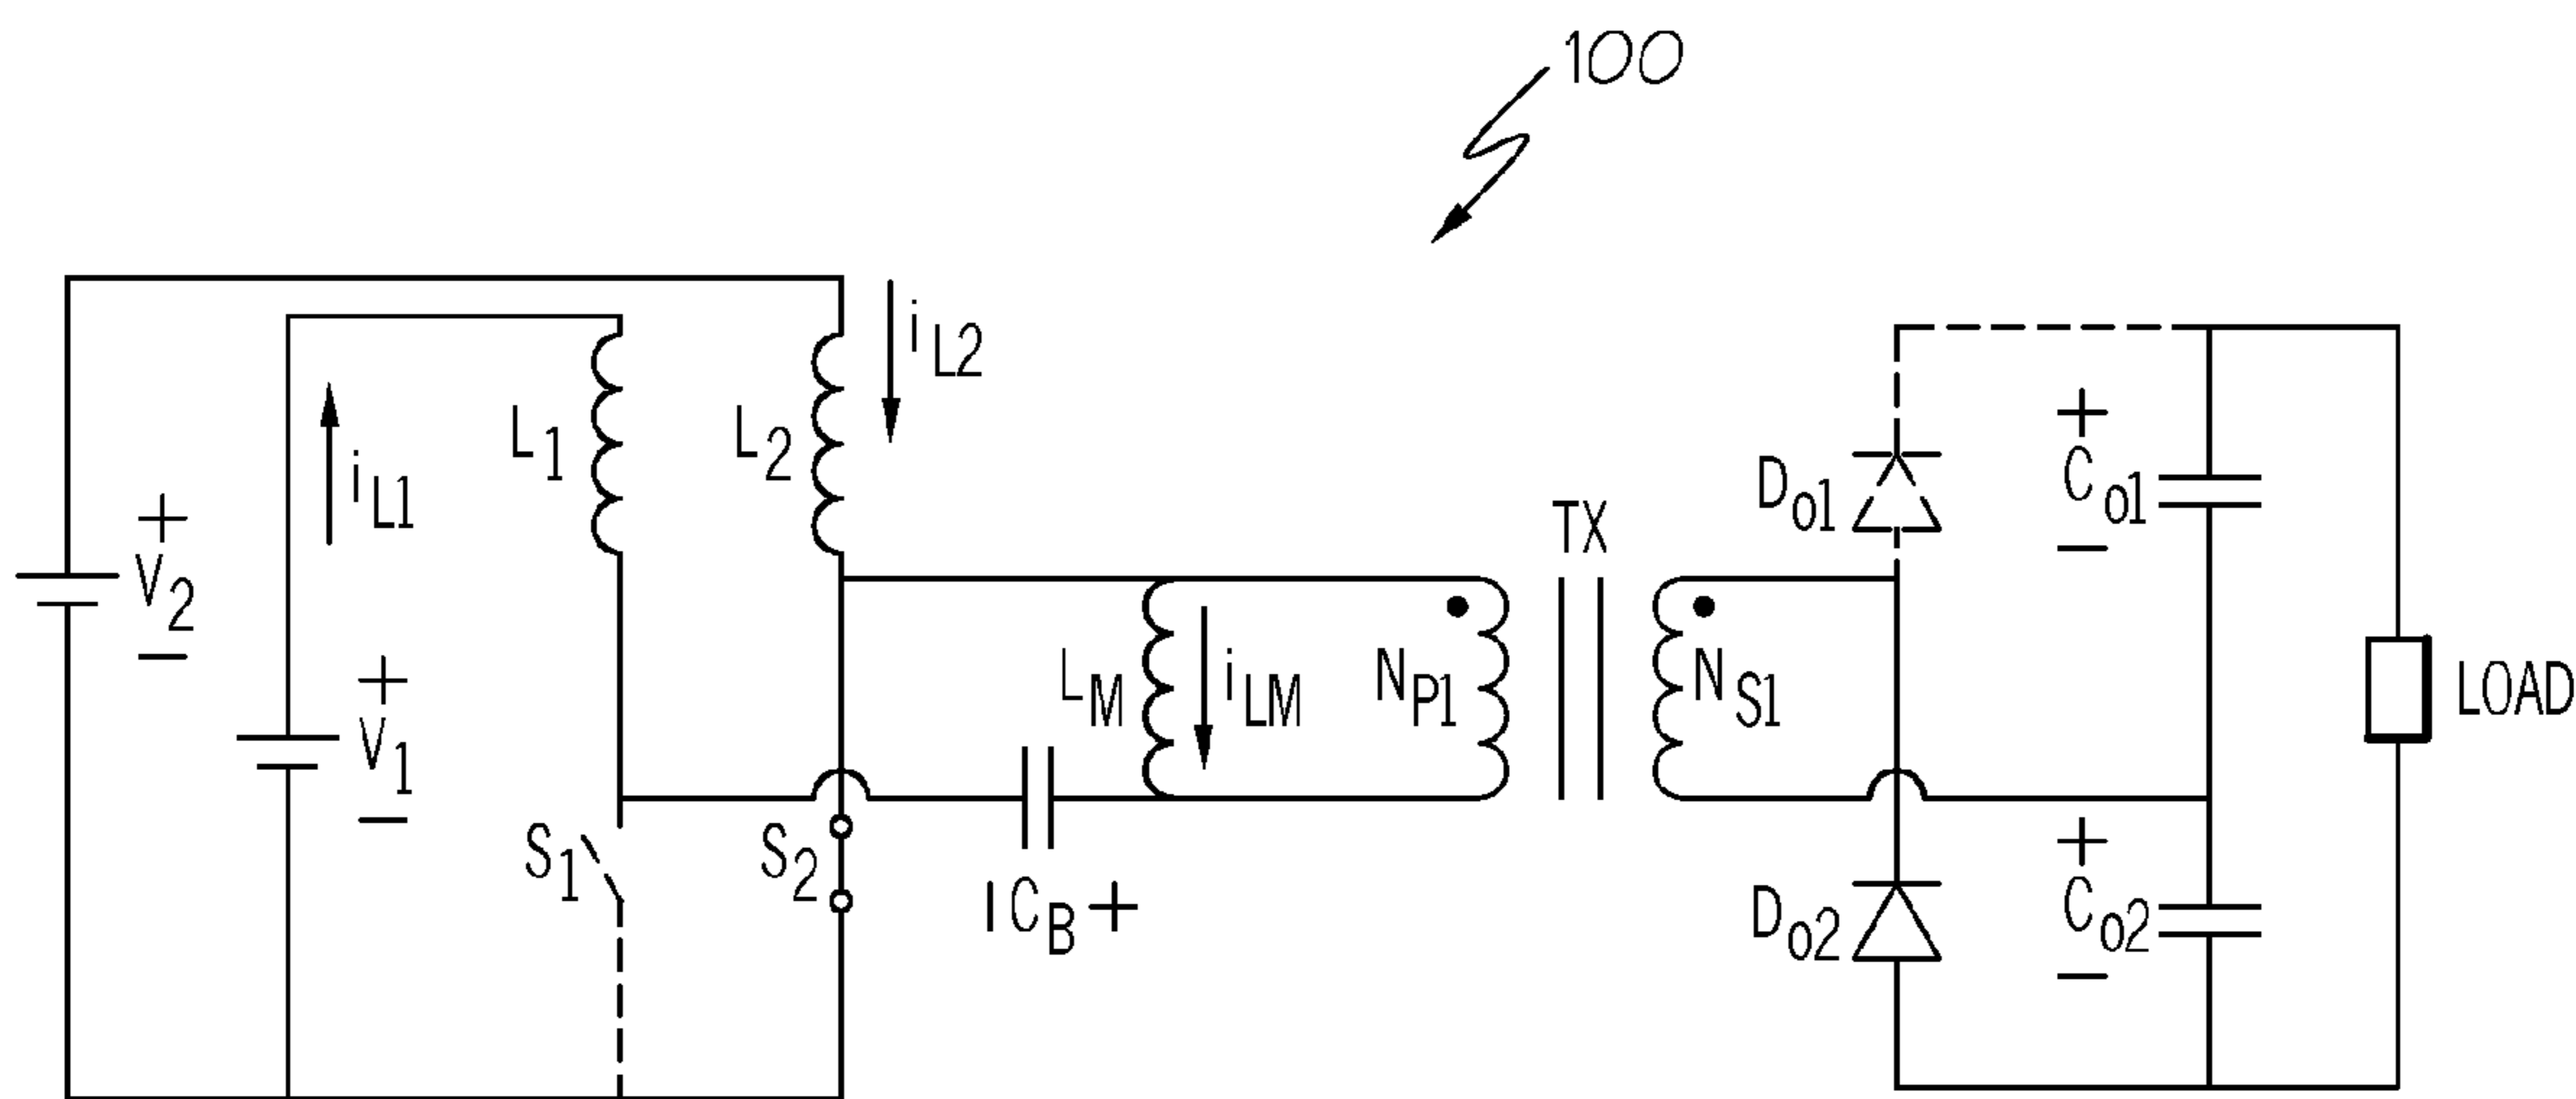 100
iL2
L1
L2
iL1
Do1
+
Co1
−
+
V2
−
TX
LM
iLM
NP1
NS1
LOAD
+
V1
−
S1
S2
− CB +
Do2
+
Co2
−